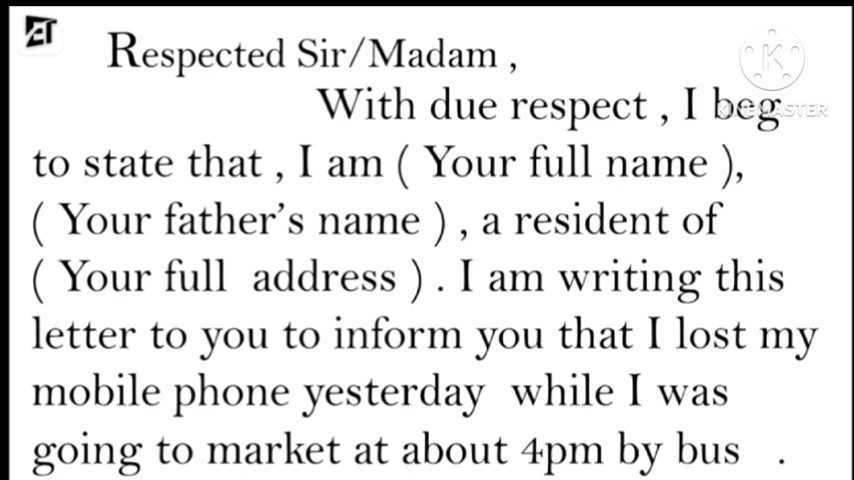 Respected Sir/Madam ,
With due respect , I beg
to state that , I am ( Your full name ),
( Your father's name ) , a resident of
( Your full address ) . I am writing this
letter to you to inform you that I lost my
mobile phone yesterday while I was
going to market at about 4pm by bus .
K
KINEMASTER